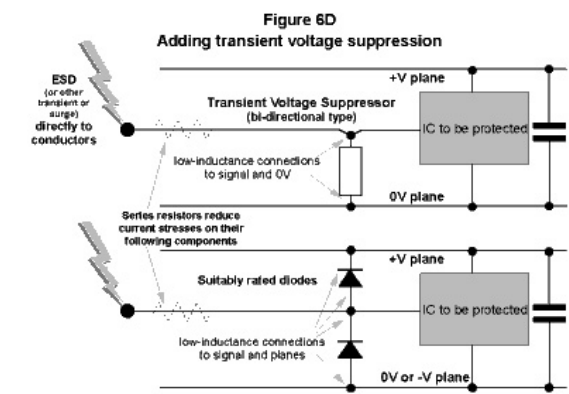 Figure 6D
Adding transient voltage suppression
ESD
(or other
transient or
surge)
directly to
conductors
+V plane
Transient Voltage Suppressor
(bi-directional type)
IC to be protected
low-inductance connections
to signal and 0V
0V plane
Series resistors reduce
current stresses on their
following components
+V plane
Suitably rated diodes
IC to be protected
low-inductance connections
to signal and planes
0V or -V plane